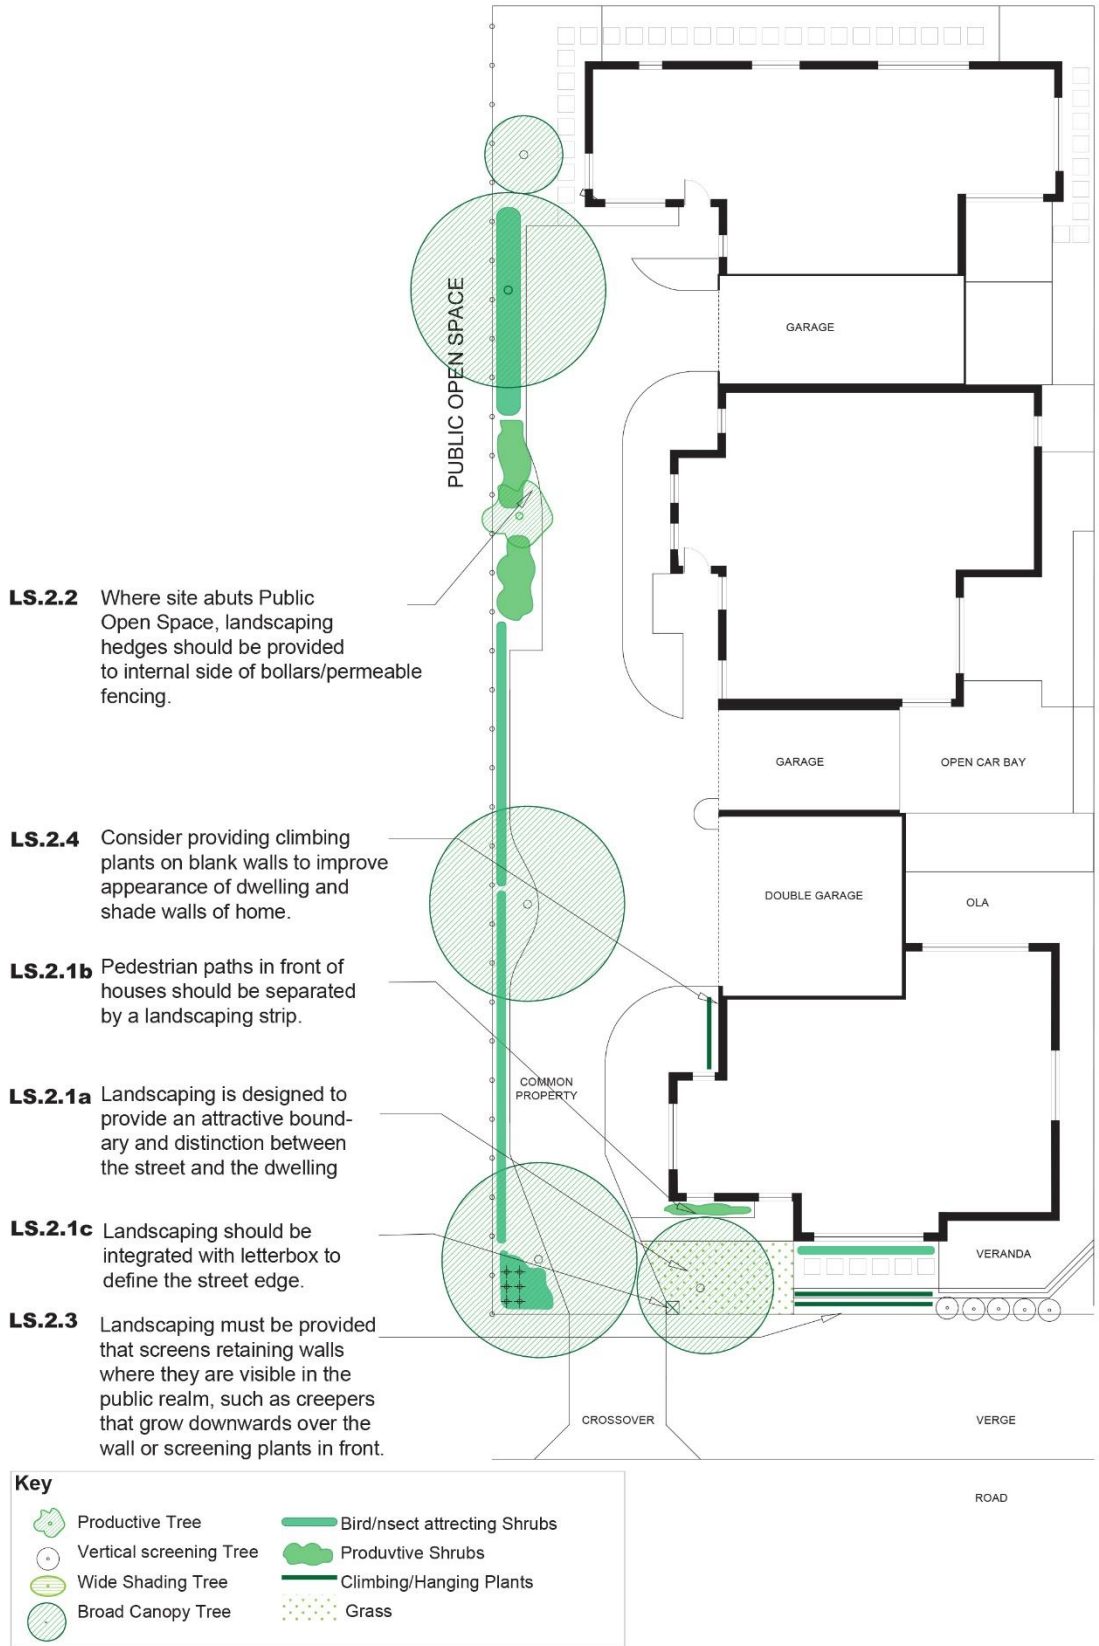 PUBLIC OPEN SPACE
GARAGE
LS.2.2 Where site abuts Public
Open Space, landscaping
hedges should be provided
to internal side of bollars/permeable
fencing.
GARAGE
OPEN CAR BAY
LS.2.4 Consider providing climbing
plants on blank walls to improve
appearance of dwelling and
shade walls of home.
DOUBLE GARAGE
OLA
LS.2.1b Pedestrian paths in front of
houses should be separated
by a landscaping strip.
COMMON
PROPERTY
LS.2.1a Landscaping is designed to
provide an attractive bound-
ary and distinction between
the street and the dwelling
LS.2.1c Landscaping should be
integrated with letterbox to
define the street edge.
VERANDA
LS.2.3 Landscaping must be provided
that screens retaining walls
where they are visible in the
public realm, such as creepers
that grow downwards over the
wall or screening plants in front.
CROSSOVER
VERGE
ROAD
Key
Productive Tree
Vertical screening Tree
Wide Shading Tree
Broad Canopy Tree
Bird/nsect attrecting Shrubs
Produvtive Shrubs
Climbing/Hanging Plants
Grass